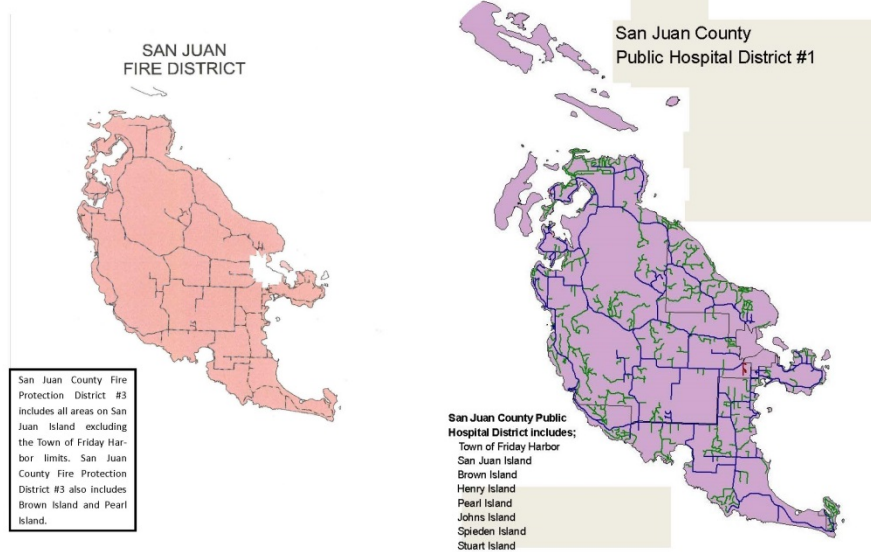 SAN JUAN
FIRE DISTRICT
San Juan County Fire
Protection District #3
includes all areas on San
Juan Island excluding
the Town of Friday Har-
bor limits. San Juan
County Fire Protection
District #3 also includes
Brown Island and Pearl
Island.
San Juan County
Public Hospital District #1
San Juan County Public
Hospital District includes;
Town of Friday Harbor
San Juan Island
Brown Island
Henry Island
Pearl Island
Johns Island
Spieden Island
Stuart Island